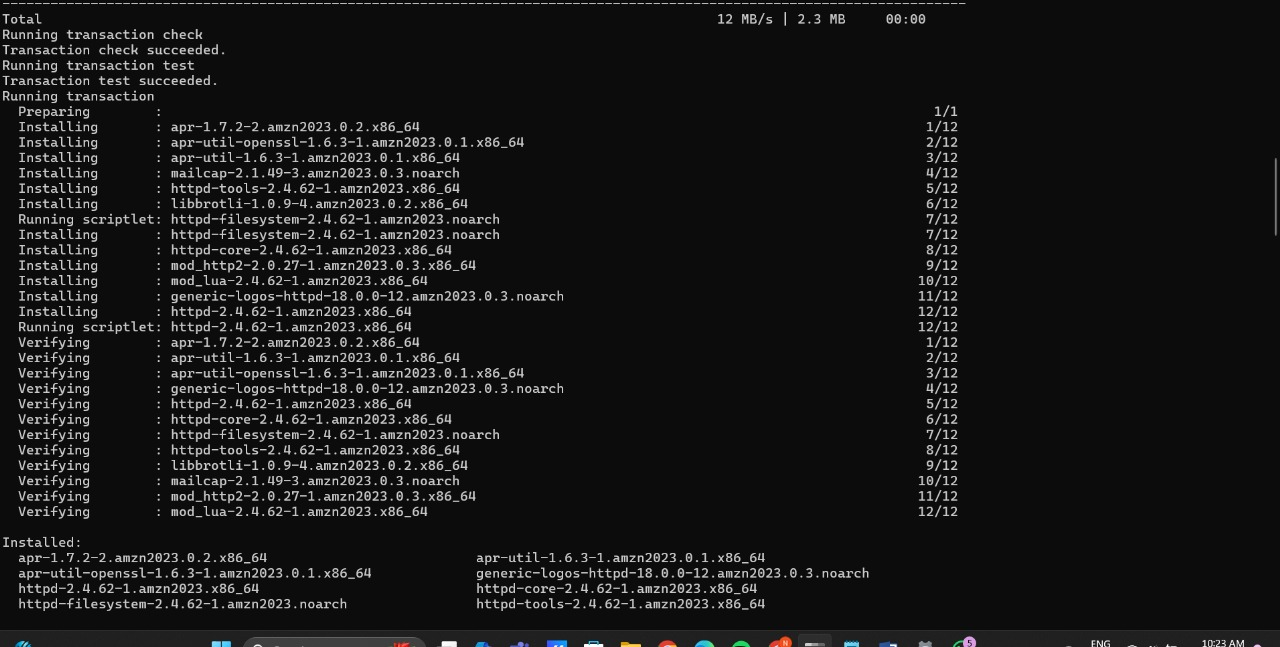 Total 12 MB/s | 2.3 MB 00:00
Running transaction check
Transaction check succeeded.
Running transaction test
Transaction test succeeded.
Running transaction
Preparing : 1/1
Installing : apr-1.7.2-2.amzn2023.0.2.x86_64 1/12
Installing : apr-util-openssl-1.6.3-1.amzn2023.0.1.x86_64 2/12
Installing : apr-util-1.6.3-1.amzn2023.0.1.x86_64 3/12
Installing : mailcap-2.1.49-3.amzn2023.0.3.noarch 4/12
Installing : httpd-tools-2.4.62-1.amzn2023.x86_64 5/12
Installing : libbrotli-1.0.9-4.amzn2023.0.2.x86_64 6/12
Running scriptlet: httpd-filesystem-2.4.62-1.amzn2023.noarch 7/12
Installing : httpd-filesystem-2.4.62-1.amzn2023.noarch 7/12
Installing : httpd-core-2.4.62-1.amzn2023.x86_64 8/12
Installing : mod_http2-2.0.27-1.amzn2023.0.3.x86_64 9/12
Installing : mod_lua-2.4.62-1.amzn2023.x86_64 10/12
Installing : generic-logos-httpd-18.0.0-12.amzn2023.0.3.noarch 11/12
Installing : httpd-2.4.62-1.amzn2023.x86_64 12/12
Running scriptlet: httpd-2.4.62-1.amzn2023.x86_64 12/12
Verifying : apr-1.7.2-2.amzn2023.0.2.x86_64 1/12
Verifying : apr-util-1.6.3-1.amzn2023.0.1.x86_64 2/12
Verifying : apr-util-openssl-1.6.3-1.amzn2023.0.1.x86_64 3/12
Verifying : generic-logos-httpd-18.0.0-12.amzn2023.0.3.noarch 4/12
Verifying : httpd-2.4.62-1.amzn2023.x86_64 5/12
Verifying : httpd-core-2.4.62-1.amzn2023.x86_64 6/12
Verifying : httpd-filesystem-2.4.62-1.amzn2023.noarch 7/12
Verifying : httpd-tools-2.4.62-1.amzn2023.x86_64 8/12
Verifying : libbrotli-1.0.9-4.amzn2023.0.2.x86_64 9/12
Verifying : mailcap-2.1.49-3.amzn2023.0.3.noarch 10/12
Verifying : mod_http2-2.0.27-1.amzn2023.0.3.x86_64 11/12
Verifying : mod_lua-2.4.62-1.amzn2023.x86_64 12/12
Installed:
apr-1.7.2-2.amzn2023.0.2.x86_64 apr-util-1.6.3-1.amzn2023.0.1.x86_64
apr-util-openssl-1.6.3-1.amzn2023.0.1.x86_64 generic-logos-httpd-18.0.0-12.amzn2023.0.3.noarch
httpd-2.4.62-1.amzn2023.x86_64 httpd-core-2.4.62-1.amzn2023.x86_64
httpd-filesystem-2.4.62-1.amzn2023.noarch httpd-tools-2.4.62-1.amzn2023.x86_64
N 5 ENG 10:23 AM